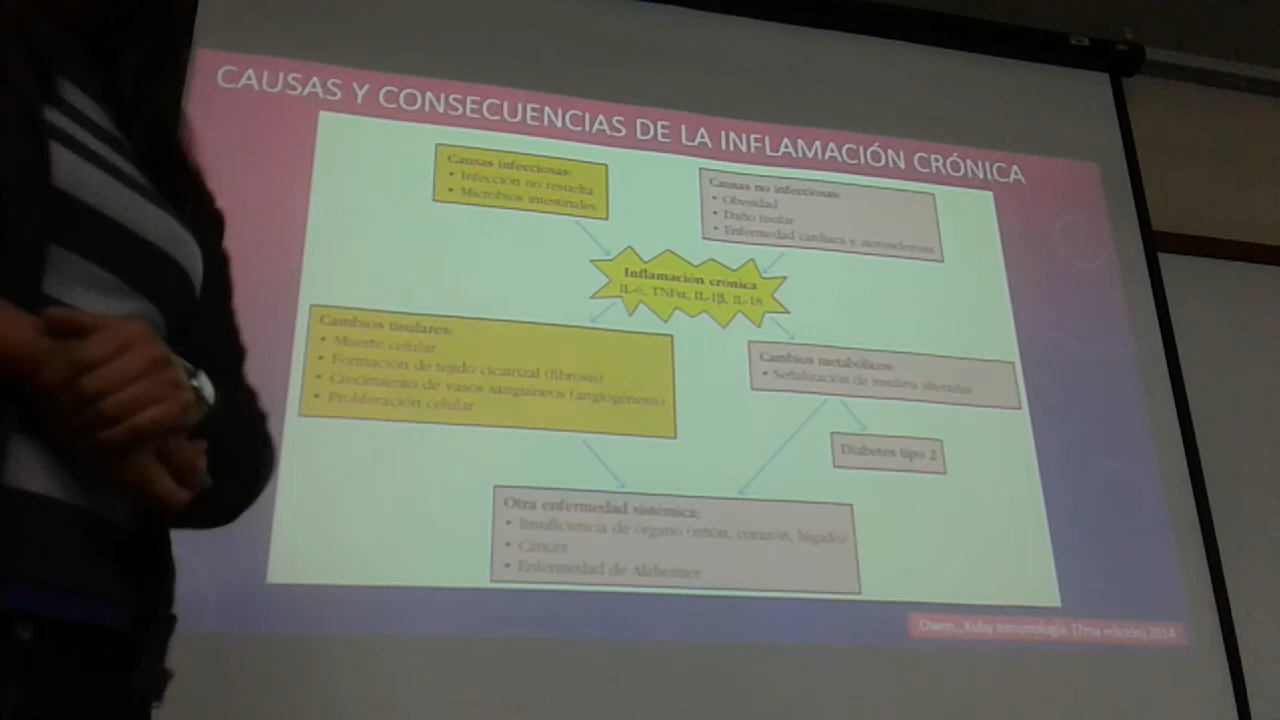 CAUSAS Y CONSECUENCIAS DE LA INFLAMACIÓN CRÓNICA
Causas infecciosas:
• Infección no resuelta
• Microbios intestinales
Causas no infecciosas:
• Obesidad
• Daño tisular
• Enfermedad cardiaca y aterosclerosis
Inflamación crónica
IL-6, TNFα, IL-1β, IL-18
Cambios tisulares:
• Muerte celular
• Formación de tejido cicatrizal (fibrosis)
• Crecimiento de vasos sanguíneos (angiogénesis)
• Proliferación celular
Cambios metabólicos:
• Señalización de insulina alteradas
Diabetes tipo 2
Otra enfermedad sistémica:
• Insuficiencia de órgano (riñón, corazón, hígado)
• Cáncer
• Enfermedad de Alzheimer
Owen., Kuby inmunología. (7ma edición),2014